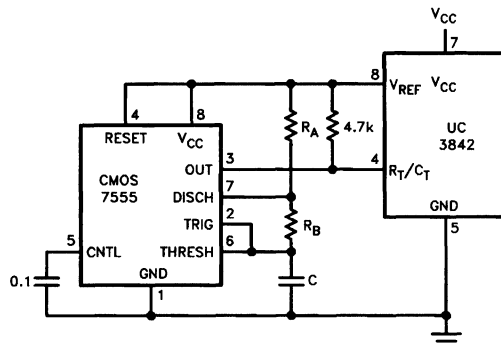 VCC
7
8
VREF
VCC
4
8
RESET
VCC
RA
4.7k
UC
3842
OUT
3
4
RT/CT
CMOS
7555
DISCH
7
GND
TRIG
2
RB
5
CNTL
THRESH
6
5
GND
0.1
1
C